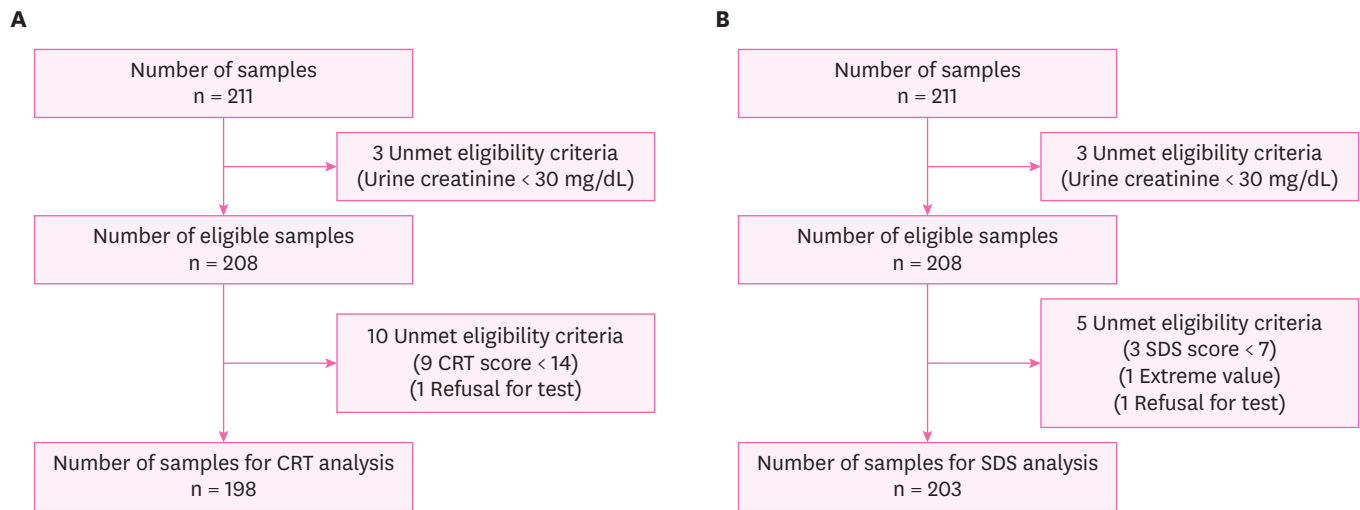 A
Number of samples
n = 211
3 Unmet eligibility criteria
(Urine creatinine < 30 mg/dL)
Number of eligible samples
n = 208
10 Unmet eligibility criteria
(9 CRT score < 14)
(1 Refusal for test)
Number of samples for CRT analysis
n = 198
B
Number of samples
n = 211
3 Unmet eligibility criteria
(Urine creatinine < 30 mg/dL)
Number of eligible samples
n = 208
5 Unmet eligibility criteria
(3 SDS score < 7)
(1 Extreme value)
(1 Refusal for test)
Number of samples for SDS analysis
n = 203